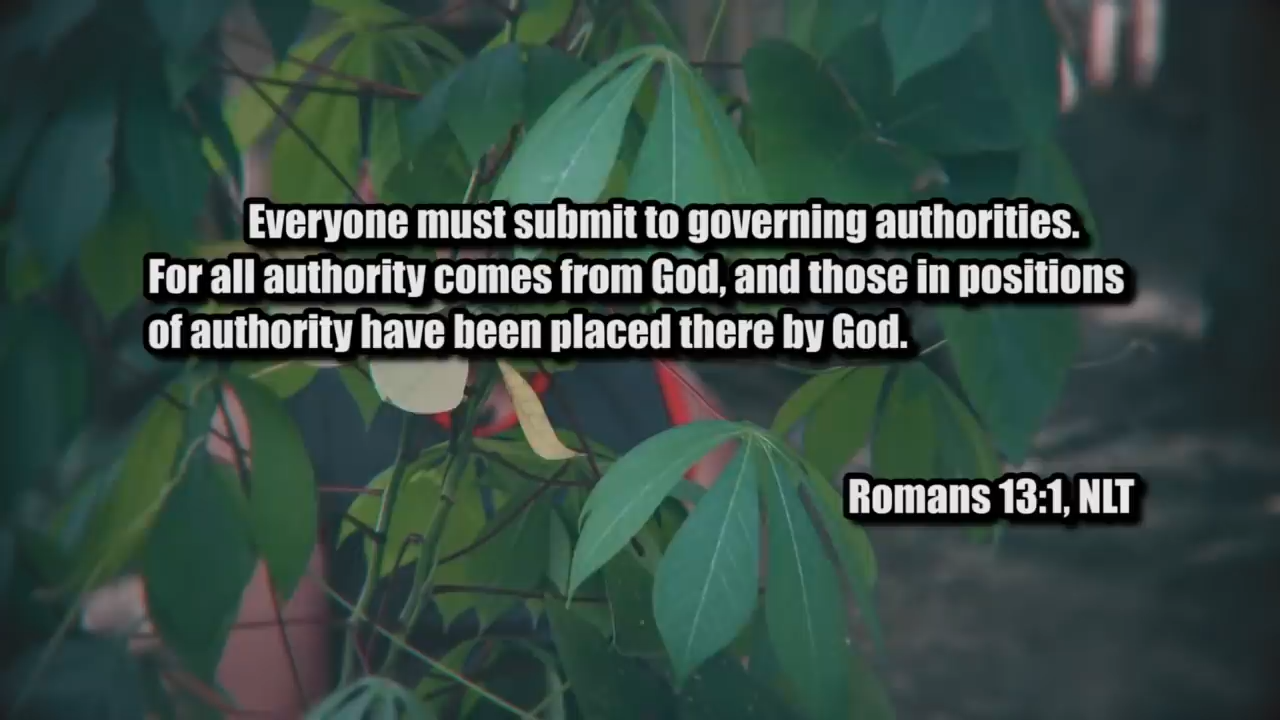 Everyone must submit to governing authorities.
For all authority comes from God, and those in positions
of authority have been placed there by God.
Romans 13:1, NLT